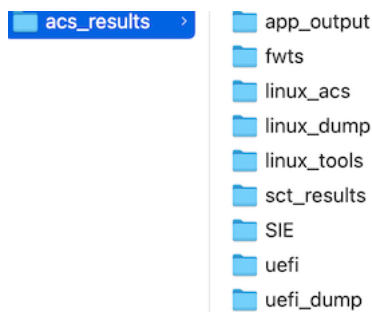 acs_results
app_output
fwts
linux_acs
linux_dump
linux_tools
sct_results
SIE
uefi
uefi_dump